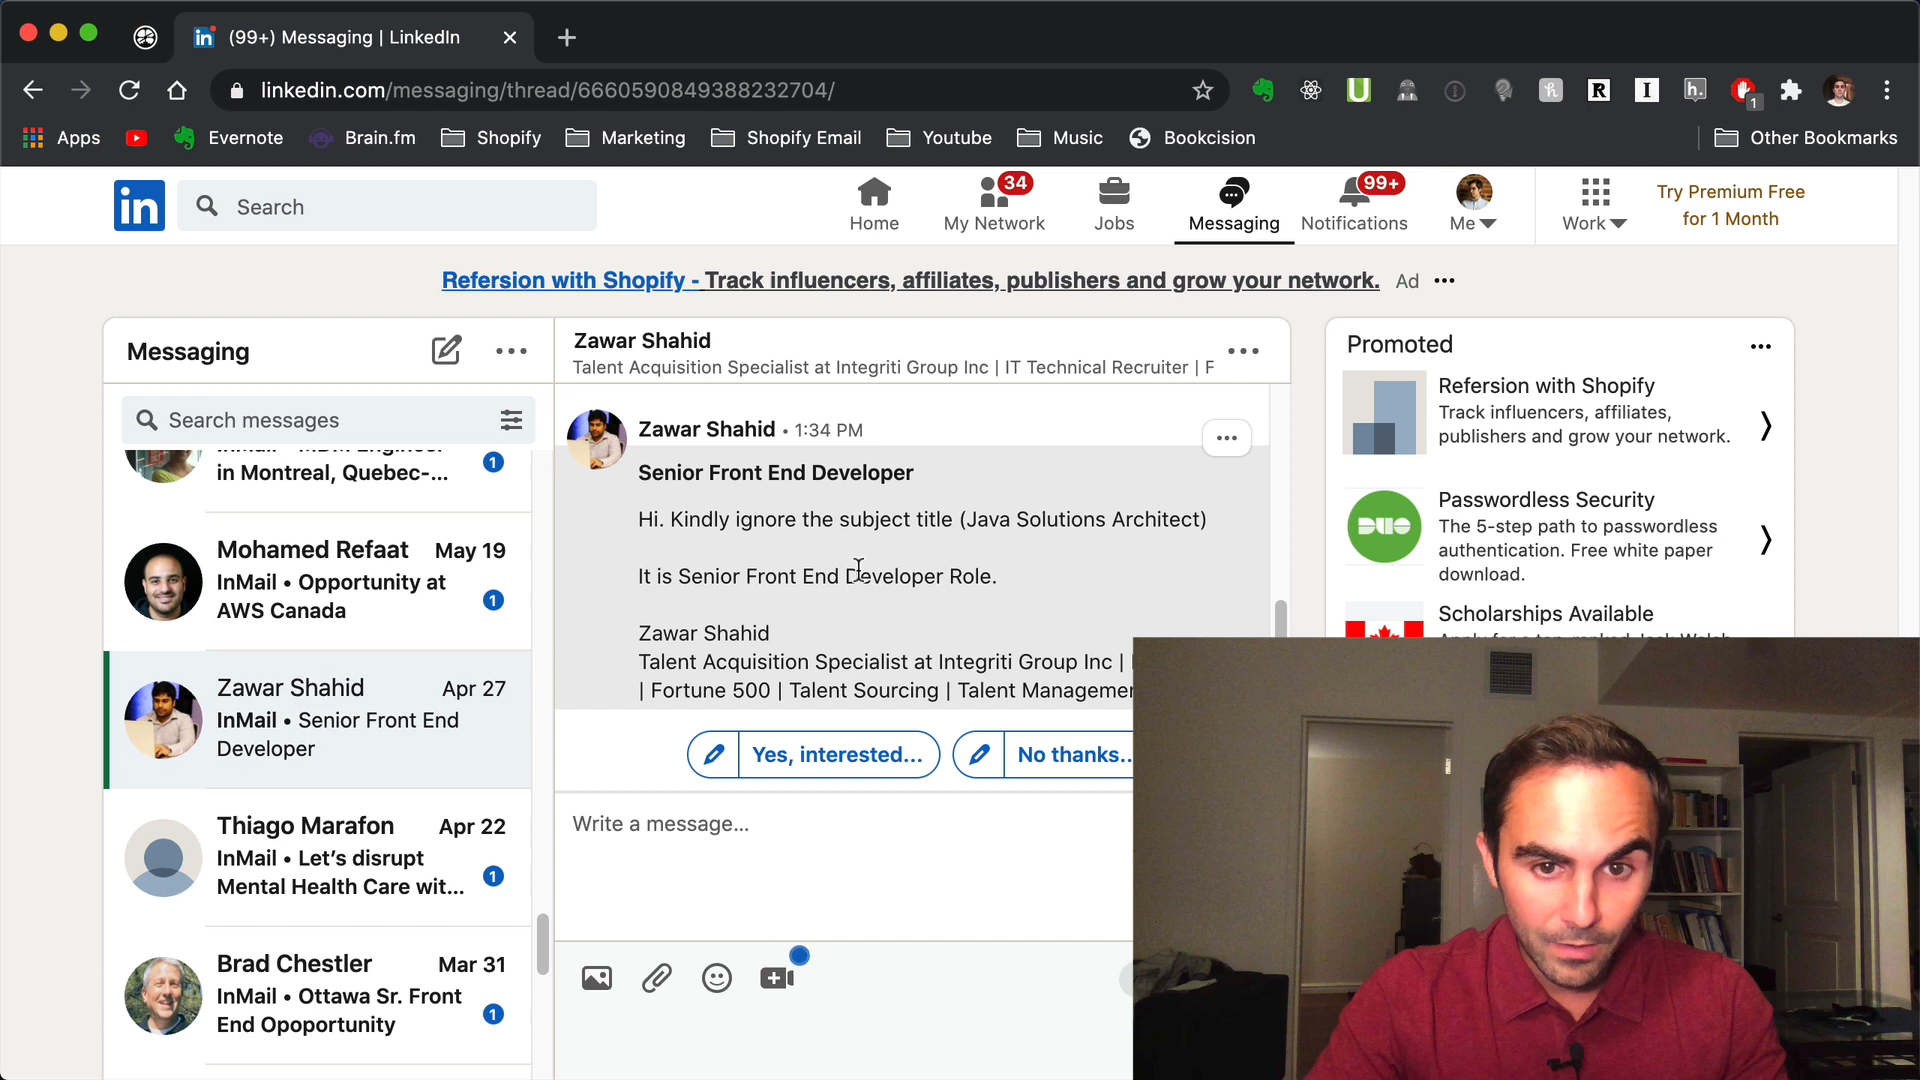 (99+) Messaging | LinkedIn
linkedin.com/messaging/thread/6660590849388232704/
1
Apps
Evernote
Brain.fm
Shopify
Marketing
Shopify Email
Youtube
Music
Bookcision
Other Bookmarks
in
Search
Home
34
My Network
Jobs
Messaging
99+
Notifications
Me
Work
Try Premium Free
for 1 Month
Refersion with Shopify - Track influencers, affiliates, publishers and grow your network.
Ad
Messaging
Search messages
in Montreal, Quebec-...
1
Mohamed Refaat
May 19
InMail • Opportunity at
AWS Canada
1
Zawar Shahid
Apr 27
InMail • Senior Front End
Developer
Thiago Marafon
Apr 22
InMail • Let's disrupt
Mental Health Care wit...
1
Brad Chestler
Mar 31
InMail • Ottawa Sr. Front
End Opoportunity
1
Zawar Shahid
Talent Acquisition Specialist at Integriti Group Inc | IT Technical Recruiter | F
Zawar Shahid • 1:34 PM
Senior Front End Developer
Hi. Kindly ignore the subject title (Java Solutions Architect)
It is Senior Front End Developer Role.
Zawar Shahid
Talent Acquisition Specialist at Integriti Group Inc |
| Fortune 500 | Talent Sourcing | Talent Managemen
Yes, interested...
No thanks...
Write a message...
Promoted
Refersion with Shopify
Track influencers, affiliates,
publishers and grow your network.
DUO
Passwordless Security
The 5-step path to passwordless
authentication. Free white paper
download.
Scholarships Available